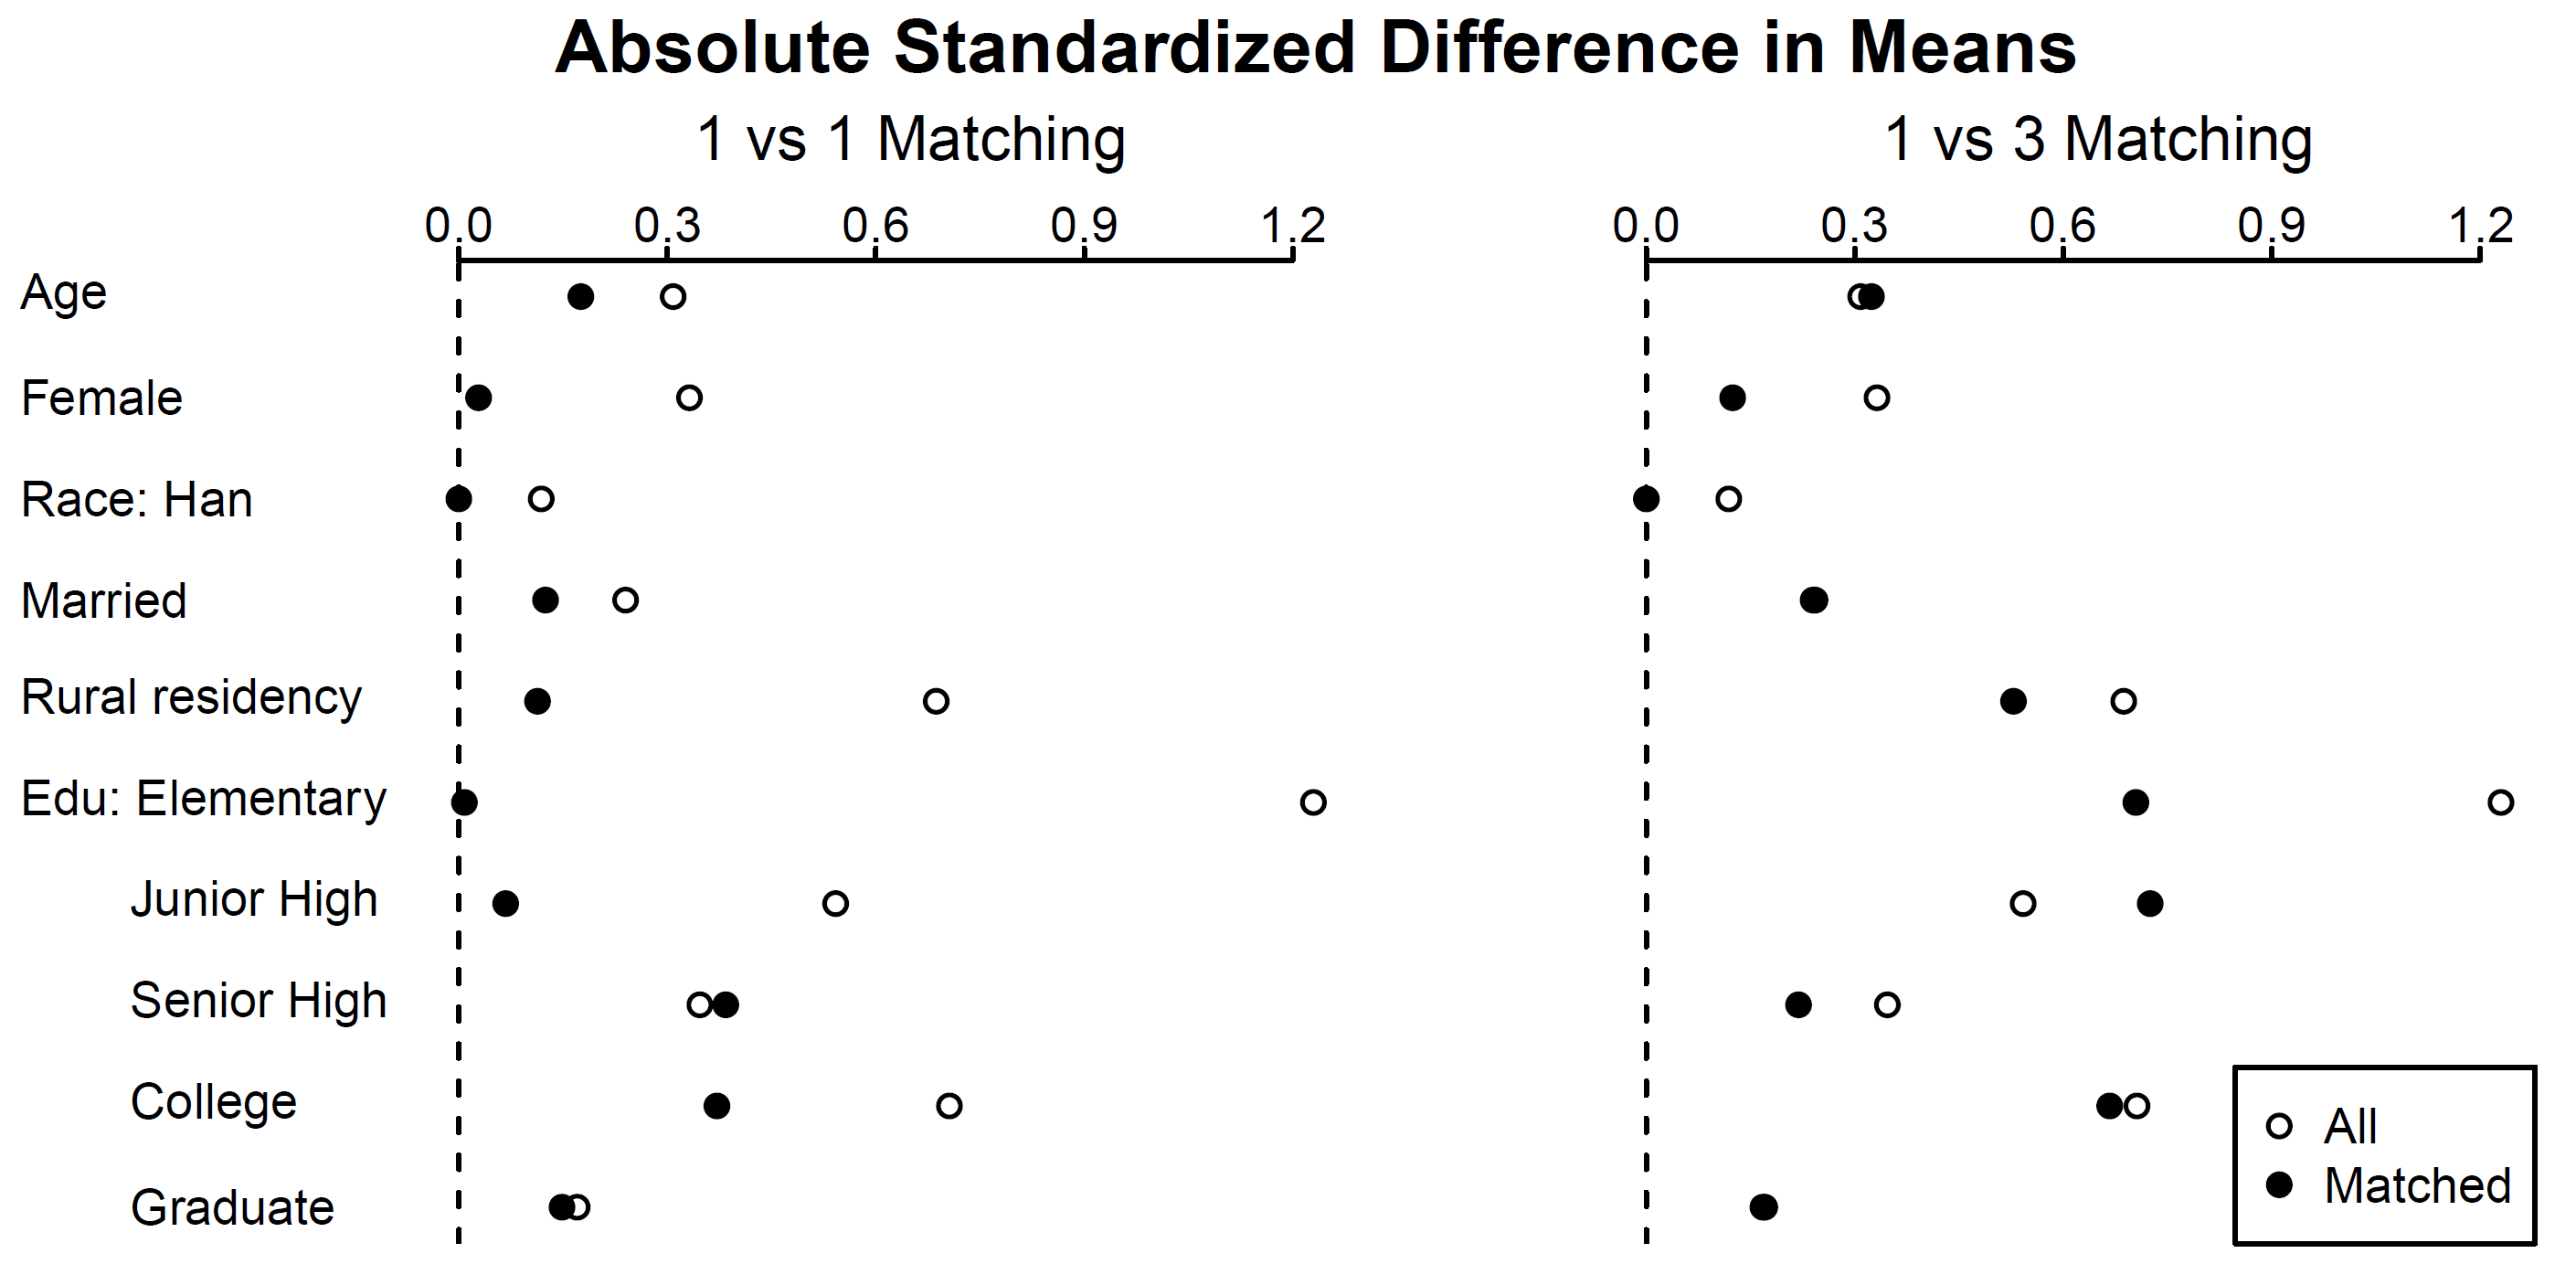 Absolute Standardized Difference in Means
1 vs 1 Matching
1 vs 3 Matching
0.0 0.3 0.6 0.9 1.2
0.0 0.3 0.6 0.9 1.2
Age
Female
Race: Han
Married
Rural residency
Edu: Elementary
Junior High
Senior High
College
Graduate
All
Matched